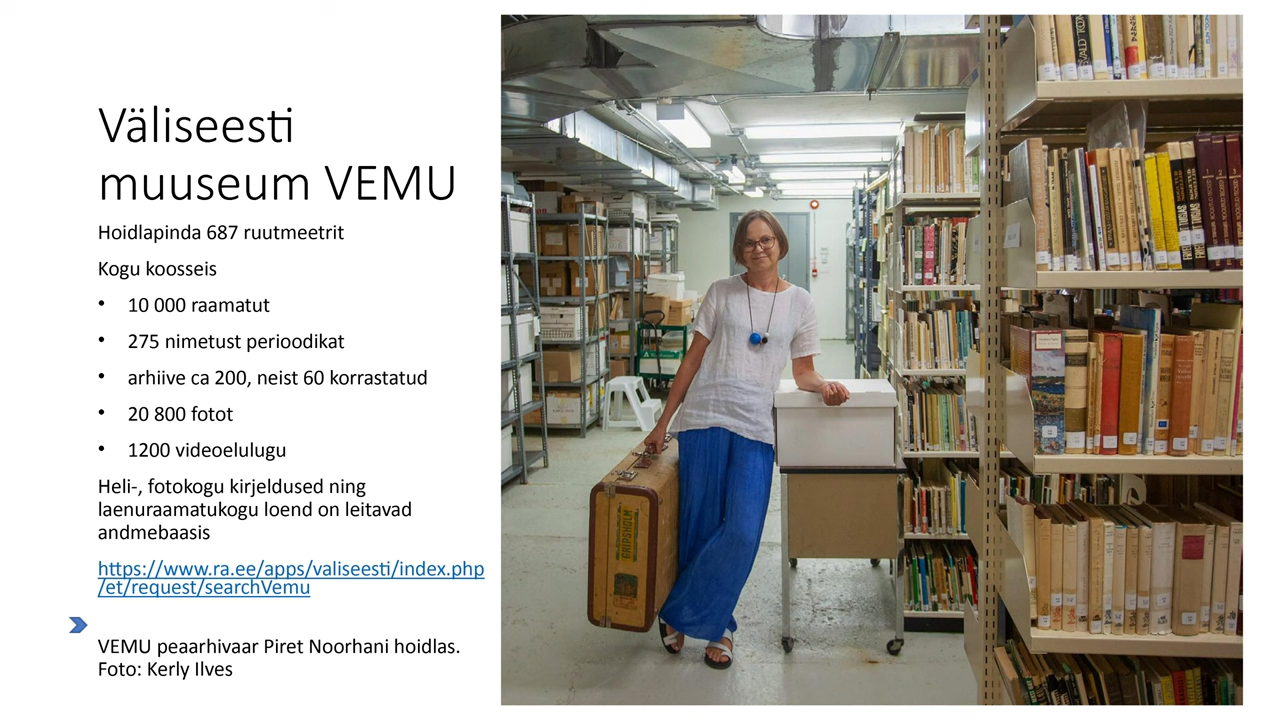 Väliseesti
muuseum VEMU
Hoidlapinda 687 ruutmeetrit
Kogu koosseis
• 10 000 raamatut
• 275 nimetust perioodikat
• arhiive ca 200, neist 60 korrastatud
• 20 800 fotot
• 1200 videoelulugu
Heli-, fotokogu kirjeldused ning
laenuraamatukogu loend on leitavad
andmebaasis
https://www.ra.ee/apps/valiseesti/index.php
/et/request/searchVemu
VEMU peaarhivaar Piret Noorhani hoidlas.
Foto: Kerly Ilves
GRIPSHOLM